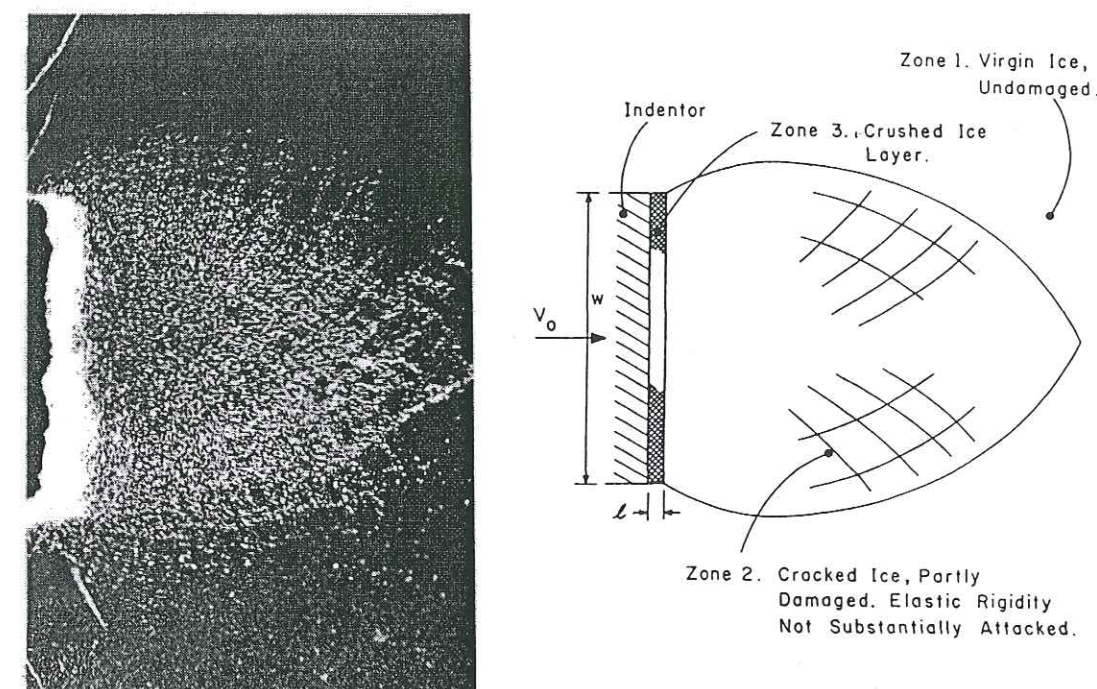 Zone 1. Virgin Ice,
Undamaged.
Indentor
Zone 3. Crushed Ice
Layer.
w
V₀
ℓ
Zone 2. Cracked Ice, Partly
Damaged. Elastic Rigidity
Not Substantially Attacked.